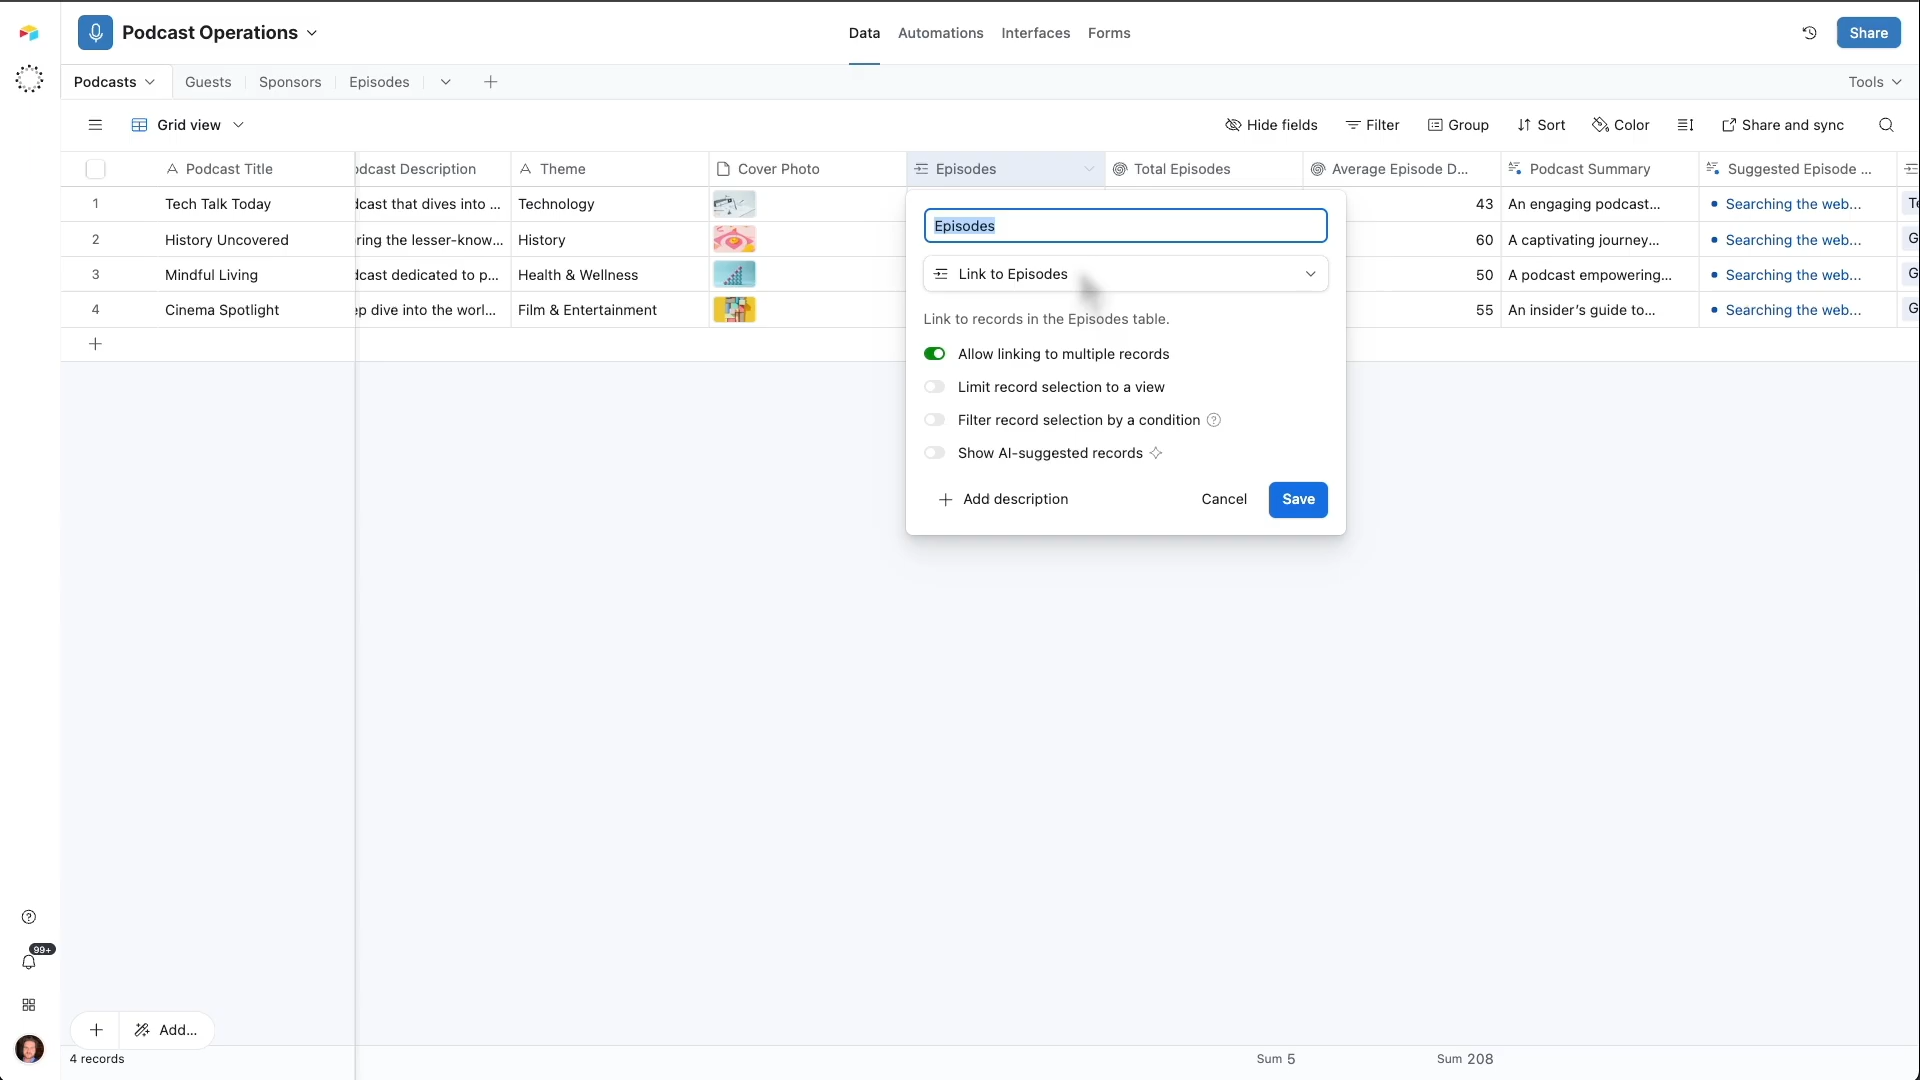 Podcast Operations
Data Automations Interfaces Forms
Share
Podcasts Guests Sponsors Episodes
Tools
Grid view
Hide fields Filter Group Sort Color Share and sync
Podcast Title odcast Description Theme Cover Photo Episodes Total Episodes Average Episode D... Podcast Summary Suggested Episode ...
1 Tech Talk Today dcast that dives into ... Technology 43 An engaging podcast... Searching the web... Te
2 History Uncovered ring the lesser-know... History 60 A captivating journey... Searching the web... G
3 Mindful Living dcast dedicated to p... Health & Wellness 50 A podcast empowering... Searching the web... G
4 Cinema Spotlight ep dive into the worl... Film & Entertainment 55 An insider's guide to... Searching the web... G
Episodes
Link to Episodes
Link to records in the Episodes table.
Allow linking to multiple records
Limit record selection to a view
Filter record selection by a condition
Show AI-suggested records
Add description Cancel Save
99+
Add...
4 records Sum 5 Sum 208